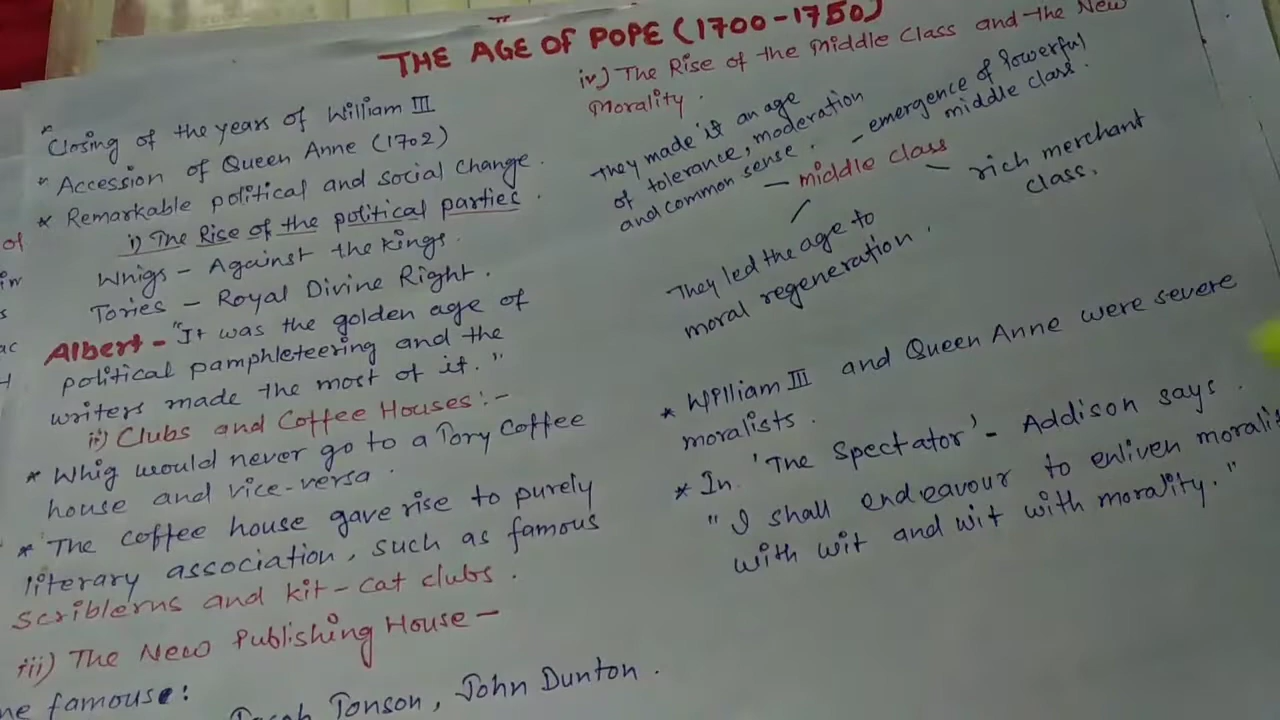 THE AGE OF POPE (1700-1750)
* Closing of the years of William III
* Accession of Queen Anne (1702)
* Remarkable political and social change.
i) The Rise of the political parties.
Whigs - Against the kings.
Tories - Royal Divine Right.
Albert - "It was the golden age of
political pamphleteering and the
writers made the most of it."
ii) Clubs and Coffee Houses:-
* Whig would never go to a Tory Coffee
house and vice-versa.
* The coffee house gave rise to purely
literary association, such as famous
scriblerns and kit-cat clubs.
iii) The New Publishing House -
famouse:
Jonson, John Dunton.
iv) The Rise of the Middle Class and the New
Morality.
They made it an age
of tolerance, moderation
and common sense.
- emergence of powerful
middle class.
- middle class
- rich merchant
class.
They led the age to
moral regeneration.
* William III and Queen Anne were severe
moralists.
* In 'The Spectator' - Addison says.
"I shall endeavour to enliven moralit
with wit and wit with morality."
of